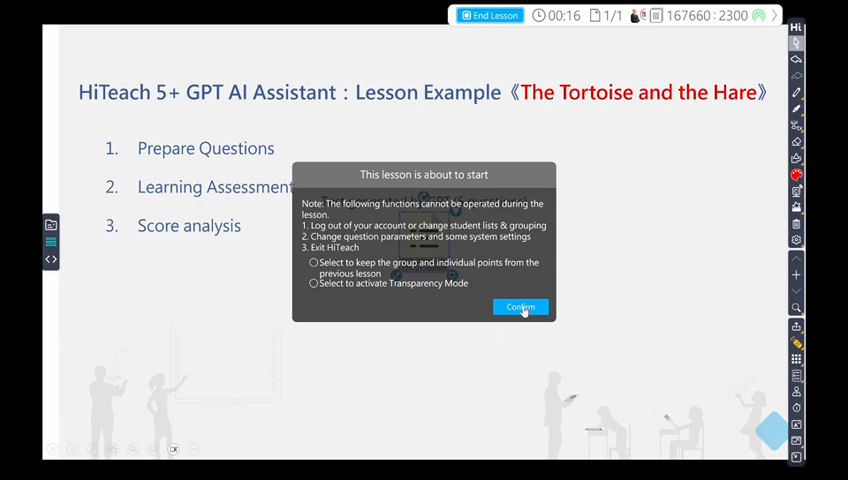 End Lesson 00:16 1/1 167660:2300
Hi
HiTeach 5+ GPT AI Assistant：Lesson Example《The Tortoise and the Hare》
1. Prepare Questions
2. Learning Assessment
3. Score analysis
This lesson is about to start
Note: The following functions cannot be operated during the
lesson.
1. Log out of your account or change student lists & grouping
2. Change question parameters and some system settings
3. Exit HiTeach
Select to keep the group and individual points from the
previous lesson
Select to activate Transparency Mode
Confirm